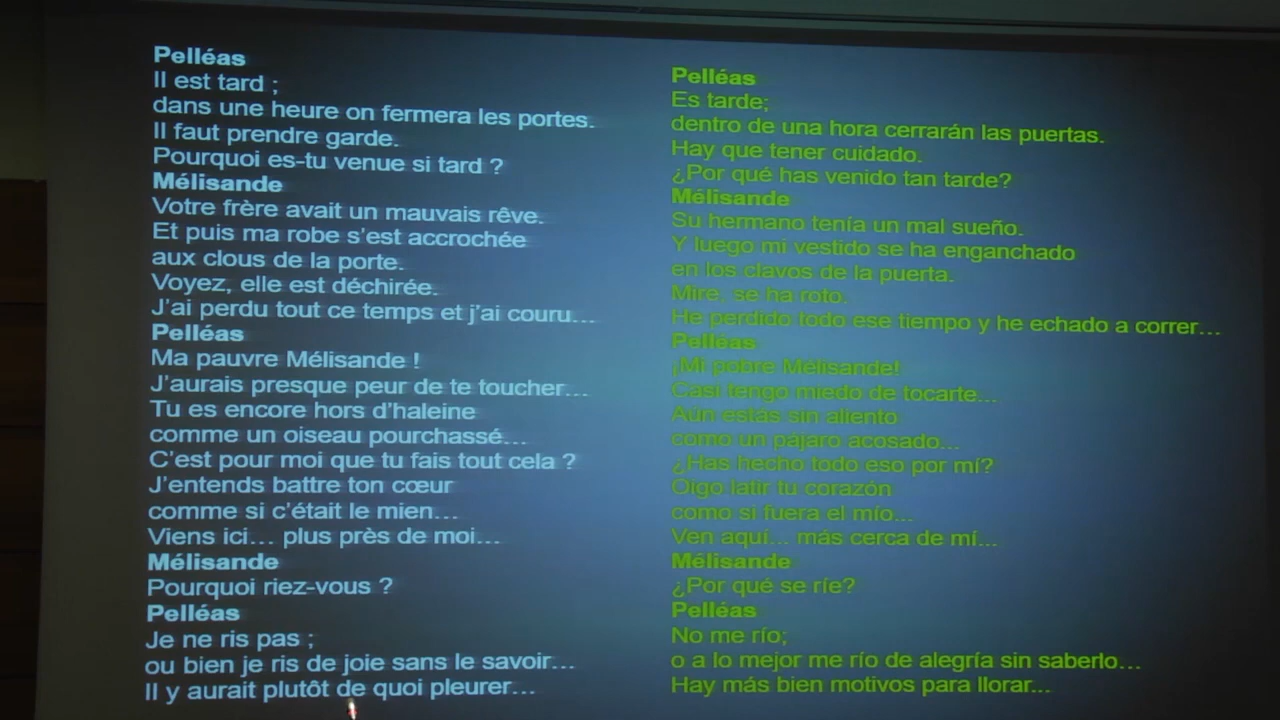 Pelléas
Il est tard ;
dans une heure on fermera les portes.
Il faut prendre garde.
Pourquoi es-tu venue si tard ?
Mélisande
Votre frère avait un mauvais rêve.
Et puis ma robe s’est accrochée
aux clous de la porte.
Voyez, elle est déchirée.
J’ai perdu tout ce temps et j’ai couru…
Pelléas
Ma pauvre Mélisande !
J’aurais presque peur de te toucher…
Tu es encore hors d’haleine
comme un oiseau pourchassé…
C’est pour moi que tu fais tout cela ?
J’entends battre ton cœur
comme si c’était le mien…
Viens ici… plus près de moi…
Mélisande
Pourquoi riez-vous ?
Pelléas
Je ne ris pas ;
ou bien je ris de joie sans le savoir…
Il y aurait plutôt de quoi pleurer…
Pelléas
Es tarde;
dentro de una hora cerrarán las puertas.
Hay que tener cuidado.
¿Por qué has venido tan tarde?
Mélisande
Su hermano tenía un mal sueño.
Y luego mi vestido se ha enganchado
en los clavos de la puerta.
Mire, se ha roto.
He perdido todo ese tiempo y he echado a correr…
Pelléas
¡Mi pobre Mélisande!
Casi tengo miedo de tocarte…
Aún estás sin aliento
como un pájaro acosado…
¿Has hecho todo eso por mí?
Oigo latir tu corazón
como si fuera el mío…
Ven aquí… más cerca de mí…
Mélisande
¿Por qué se ríe?
Pelléas
No me río;
o a lo mejor me río de alegría sin saberlo…
Hay más bien motivos para llorar…